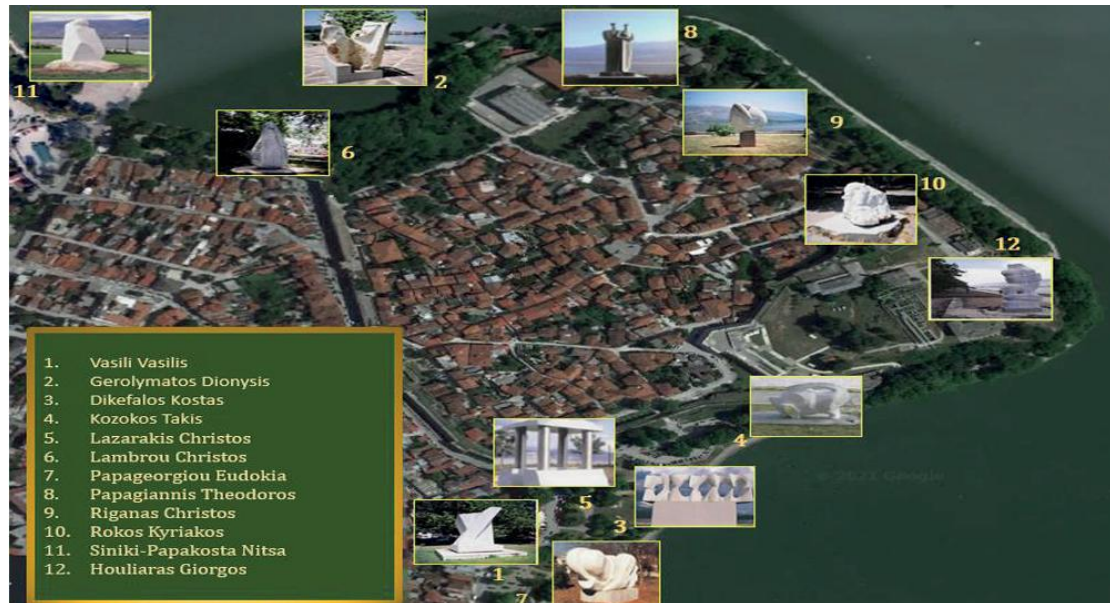 8
11
2
9
6
10
12
1. Vasili Vasilis
2. Gerolymatos Dionysis
3. Dikefalos Kostas
4. Kozokos Takis
5. Lazarakis Christos
6. Lambrou Christos
7. Papageorgiou Eudokia
8. Papagiannis Theodoros
9. Riganas Christos
10. Rokos Kyriakos
11. Siniki-Papakosta Nitsa
12. Houliaras Giorgos
4
© 2021 Google
5
3
1
7